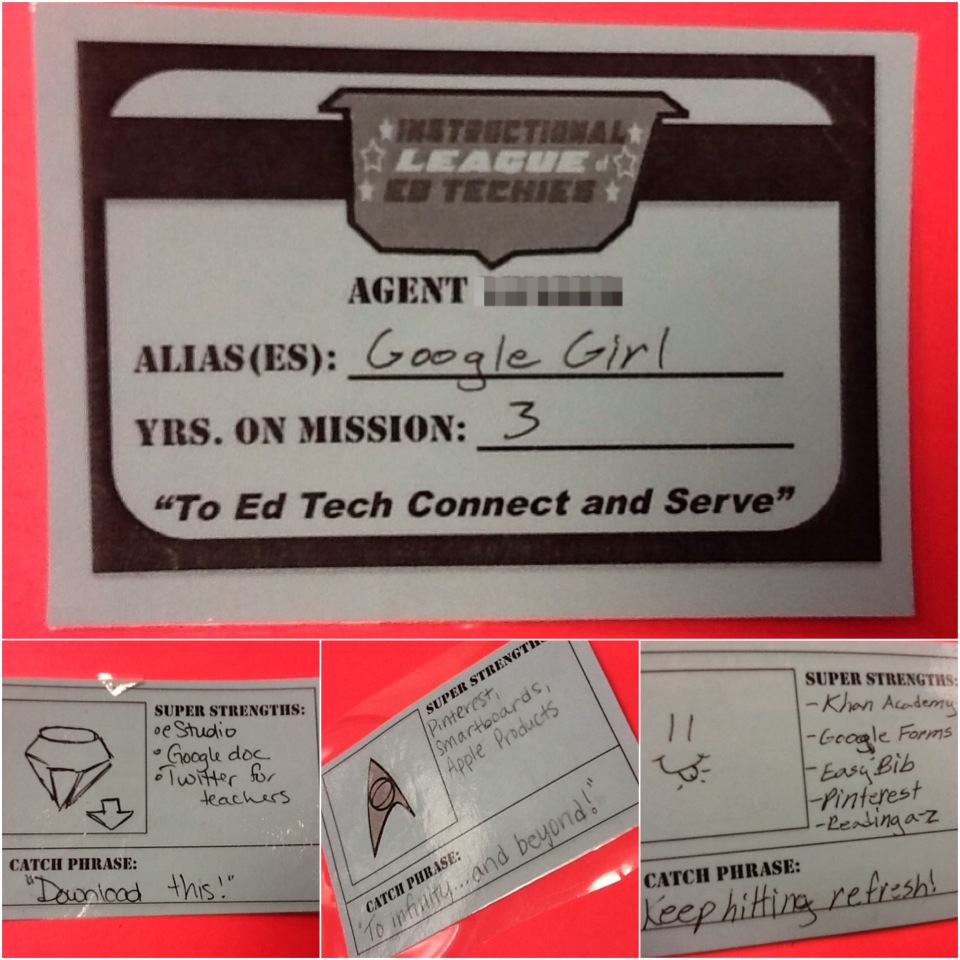 INSTRUCTIONAL
LEAGUE of
ED TECHIES
AGENT
ALIAS(ES): Google Girl
YRS. ON MISSION: 3
"To Ed Tech Connect and Serve"
SUPER STRENGTHS:
eStudio
Google doc
Twitter for
teachers
CATCH PHRASE:
"Download this!"
SUPER STRENGTHS
Pinterest,
Smartboards,
Apple Products
CATCH PHRASE:
"To infinity...and beyond!"
SUPER STRENGTHS:
- Khan Academy
- Google Forms
- Easy Bib
- Pinterest
- Reading a-z
CATCH PHRASE:
Keep hitting refresh!